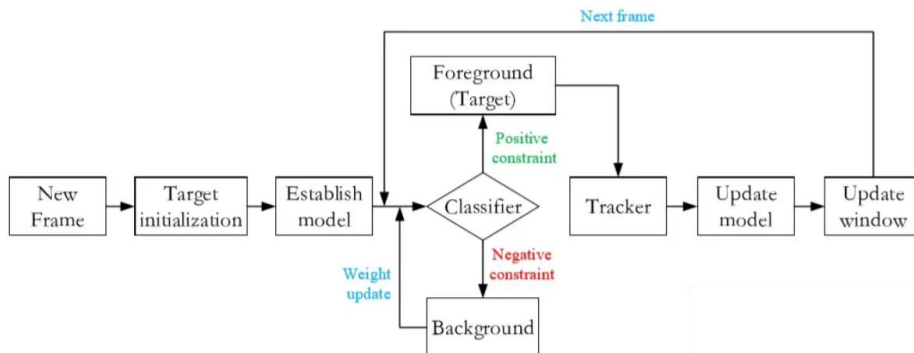 Next frame
Foreground
(Target)
Positive
constraint
New
Frame
Target
initialization
Establish
model
Classifier
Tracker
Update
model
Update
window
Negative
constraint
Weight
update
Background